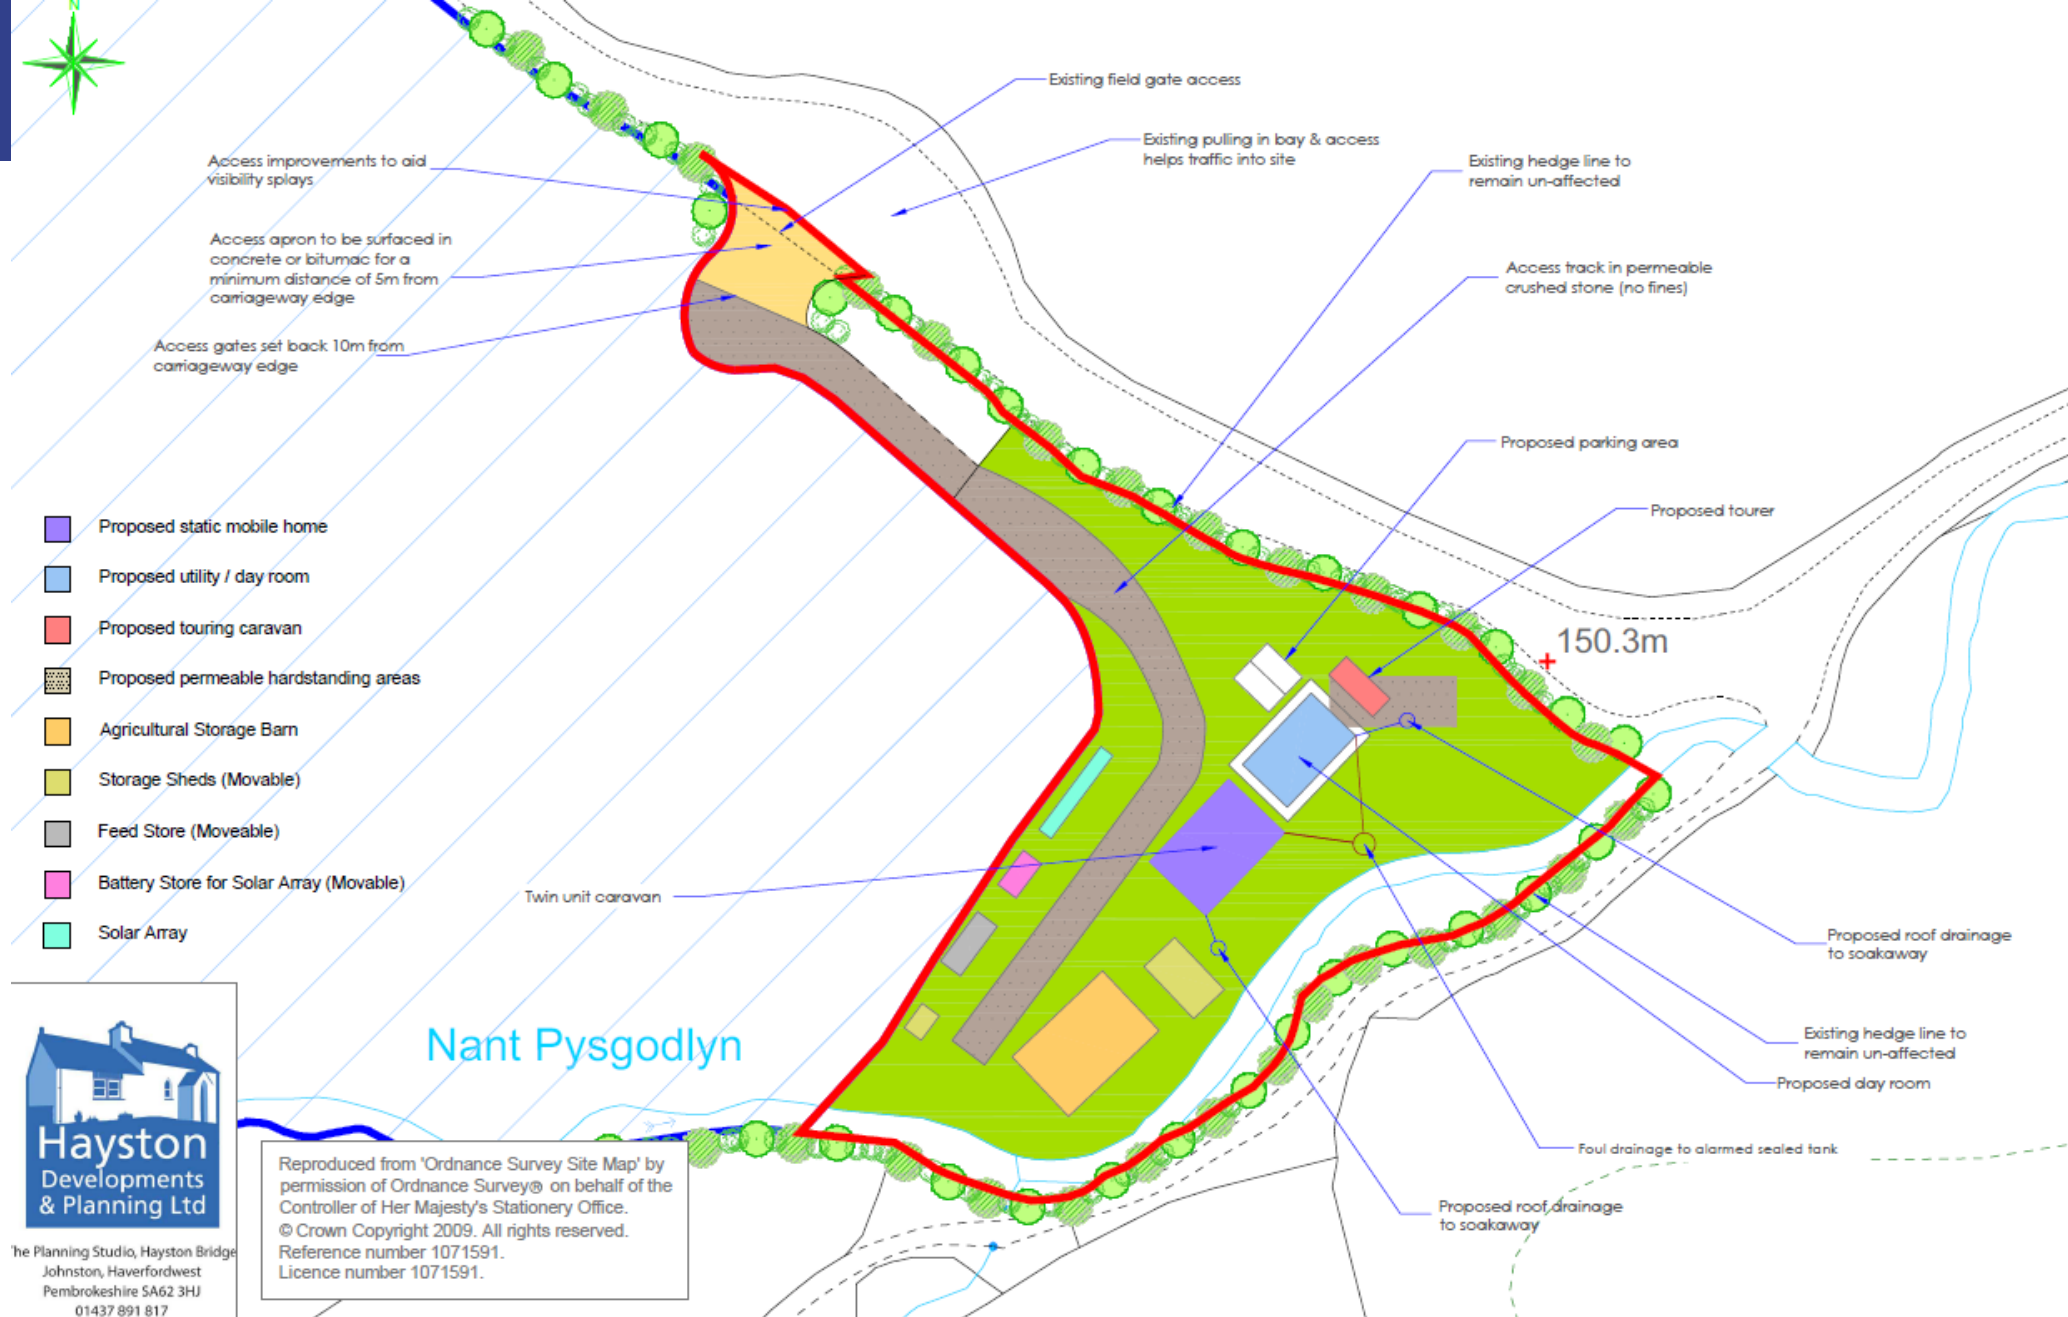 N
Existing field gate access
Existing pulling in bay & access
helps traffic into site
Existing hedge line to
remain un-affected
Access improvements to aid
visibility splays
Access apron to be surfaced in
concrete or bitumac for a
minimum distance of 5m from
carriageway edge
Access gates set back 10m from
carriageway edge
Access track in permeable
crushed stone (no fines)
Proposed parking area
Proposed tourer
150.3m
Proposed static mobile home
Proposed utility / day room
Proposed touring caravan
Proposed permeable hardstanding areas
Agricultural Storage Barn
Storage Sheds (Movable)
Feed Store (Moveable)
Battery Store for Solar Array (Movable)
Solar Array
Twin unit caravan
Proposed roof drainage
to soakaway
Existing hedge line to
remain un-affected
Proposed day room
Foul drainage to alarmed sealed tank
Proposed roof drainage
to soakaway
Nant Pysgodlyn
Hayston
Developments
& Planning Ltd
he Planning Studio, Hayston Bridge
Johnston, Haverfordwest
Pembrokeshire SA62 3HJ
01437 891 817
Reproduced from 'Ordnance Survey Site Map' by
permission of Ordnance Survey® on behalf of the
Controller of Her Majesty's Stationery Office.
© Crown Copyright 2009. All rights reserved.
Reference number 1071591.
Licence number 1071591.